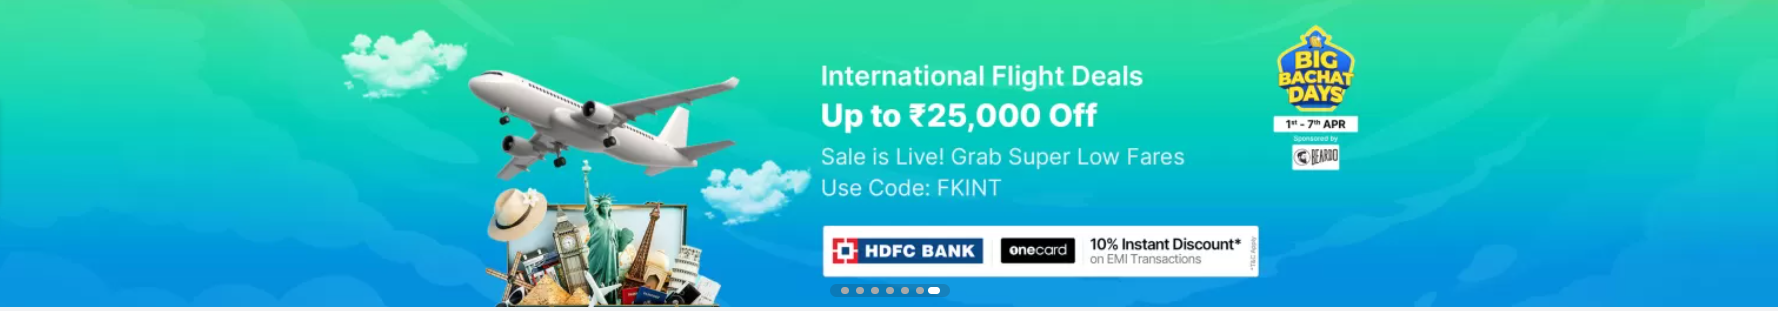 International Flight Deals
Up to ₹25,000 Off
Sale is Live! Grab Super Low Fares
Use Code: FKINT
HDFC BANK
onecard
10% Instant Discount*
on EMI Transactions
*T&C Apply
BIG
BACHAT
DAYS
1st - 7th APR
Sponsored by
BEARDO